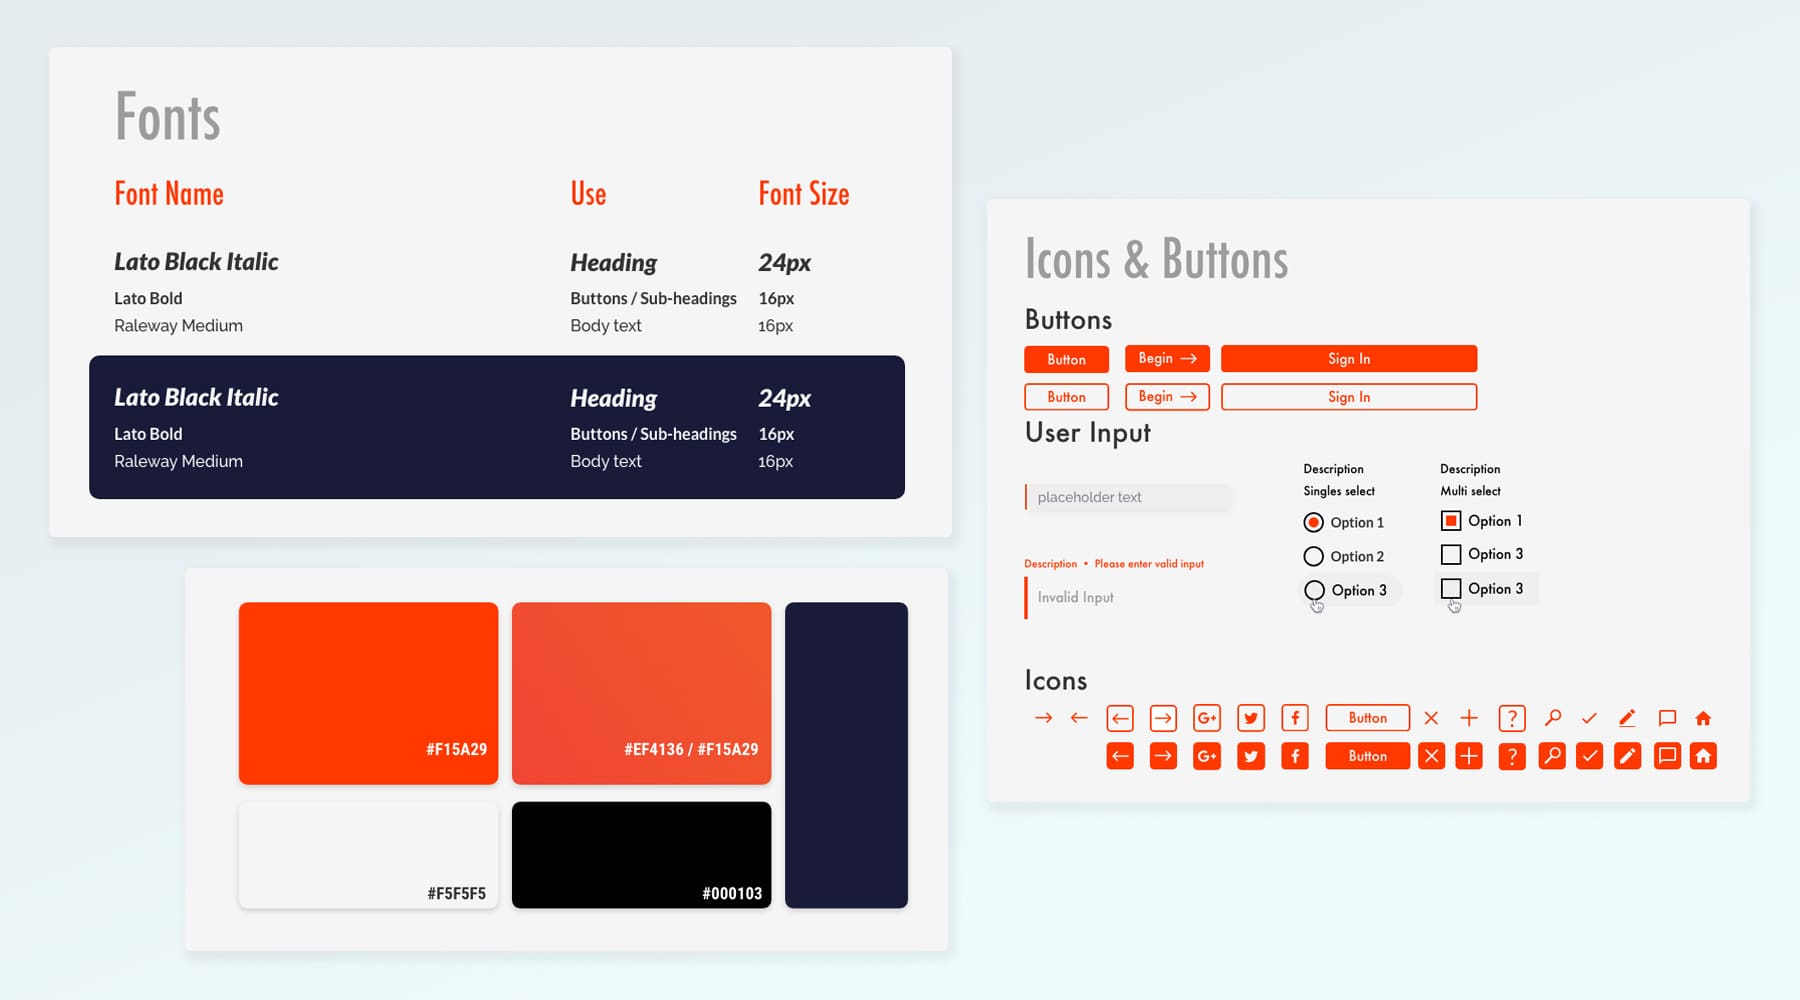 Fonts
Font Name Use Font Size
Lato Black Italic Heading 24px
Lato Bold Buttons / Sub-headings 16px
Raleway Medium Body text 16px
Lato Black Italic Heading 24px
Lato Bold Buttons / Sub-headings 16px
Raleway Medium Body text 16px
#F15A29
#EF4136 / #F15A29
#F5F5F5
#000103
Icons & Buttons
Buttons
Button Begin Sign In
Button Begin Sign In
User Input
placeholder text
Description • Please enter valid input
Invalid Input
Description
Singles select
Option 1
Option 2
Option 3
Description
Multi select
Option 1
Option 3
Option 3
Icons
G+ f Button ?
G+ f Button ?